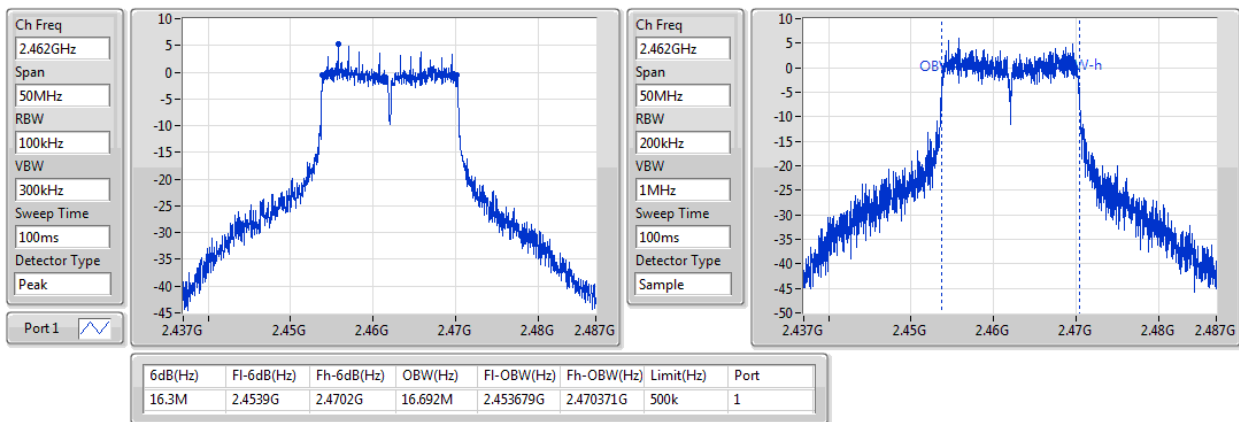 Ch Freq
2.462GHz
Span
50MHz
RBW
100kHz
VBW
300kHz
Sweep Time
100ms
Detector Type
Peak
Port 1
10
5
0
-5
-10
-15
-20
-25
-30
-35
-40
-45
2.437G 2.45G 2.46G 2.47G 2.48G 2.487G
Ch Freq
2.462GHz
Span
50MHz
RBW
200kHz
VBW
1MHz
Sweep Time
100ms
Detector Type
Sample
10
5
0
-5
-10
-15
-20
-25
-30
-35
-40
-45
-50
2.437G 2.45G 2.46G 2.47G 2.48G 2.487G
6dB(Hz) Fl-6dB(Hz) Fh-6dB(Hz) OBW(Hz) Fl-OBW(Hz) Fh-OBW(Hz) Limit(Hz) Port
16.3M 2.4539G 2.4702G 16.692M 2.453679G 2.470371G 500k 1